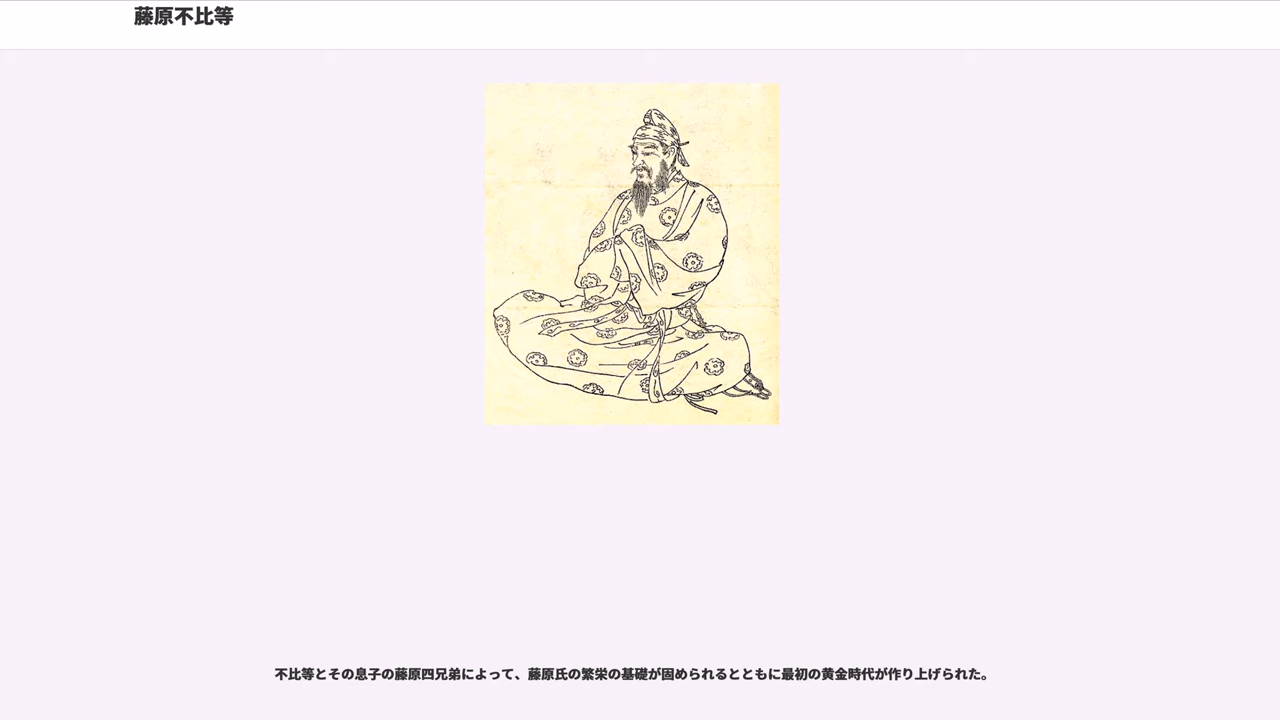 藤原不比等
不比等とその息子の藤原四兄弟によって、藤原氏の繁栄の基礎が固められるとともに最初の黄金時代が作り上げられた。